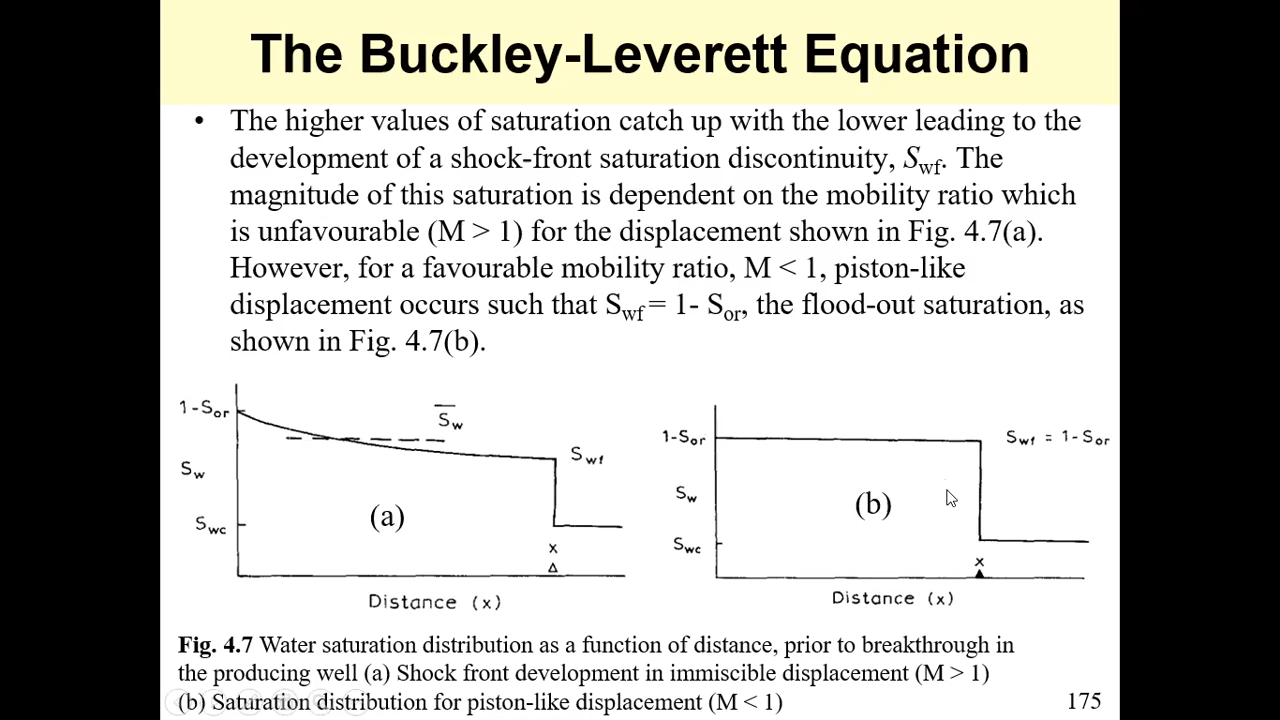 The Buckley-Leverett Equation
• The higher values of saturation catch up with the lower leading to the
development of a shock-front saturation discontinuity, Swf. The
magnitude of this saturation is dependent on the mobility ratio which
is unfavourable (M > 1) for the displacement shown in Fig. 4.7(a).
However, for a favourable mobility ratio, M < 1, piston-like
displacement occurs such that Swf = 1- Sor, the flood-out saturation, as
shown in Fig. 4.7(b).
1-Sor
S̅w
Swf
Sw
(a)
Swc
x
Δ
Distance (x)
1-Sor
Swf = 1-Sor
Sw
(b)
Swc
x
▲
Distance (x)
Fig. 4.7 Water saturation distribution as a function of distance, prior to breakthrough in
the producing well (a) Shock front development in immiscible displacement (M > 1)
(b) Saturation distribution for piston-like displacement (M < 1)
175